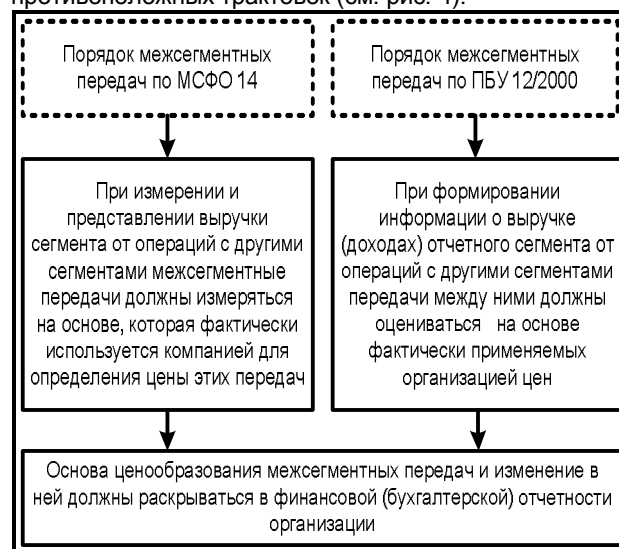 противоположных трактовок (см. рис. 4).
Порядок межсегментных
передач по МСФО 14
Порядок межсегментных
передач по ПБУ 12/2000
При измерении и
представлении выручки
сегмента от операций с другими
сегментами межсегментные
передачи должны измеряться
на основе, которая фактически
используется компанией для
определения цены этих передач
При формировании
информации о выручке
(доходах) отчетного сегмента от
операций с другими сегментами
передачи между ними должны
оцениваться на основе
фактически применяемых
организацией цен
Основа ценообразования межсегментных передач и изменение в
ней должны раскрываться в финансовой (бухгалтерской) отчетности
организации